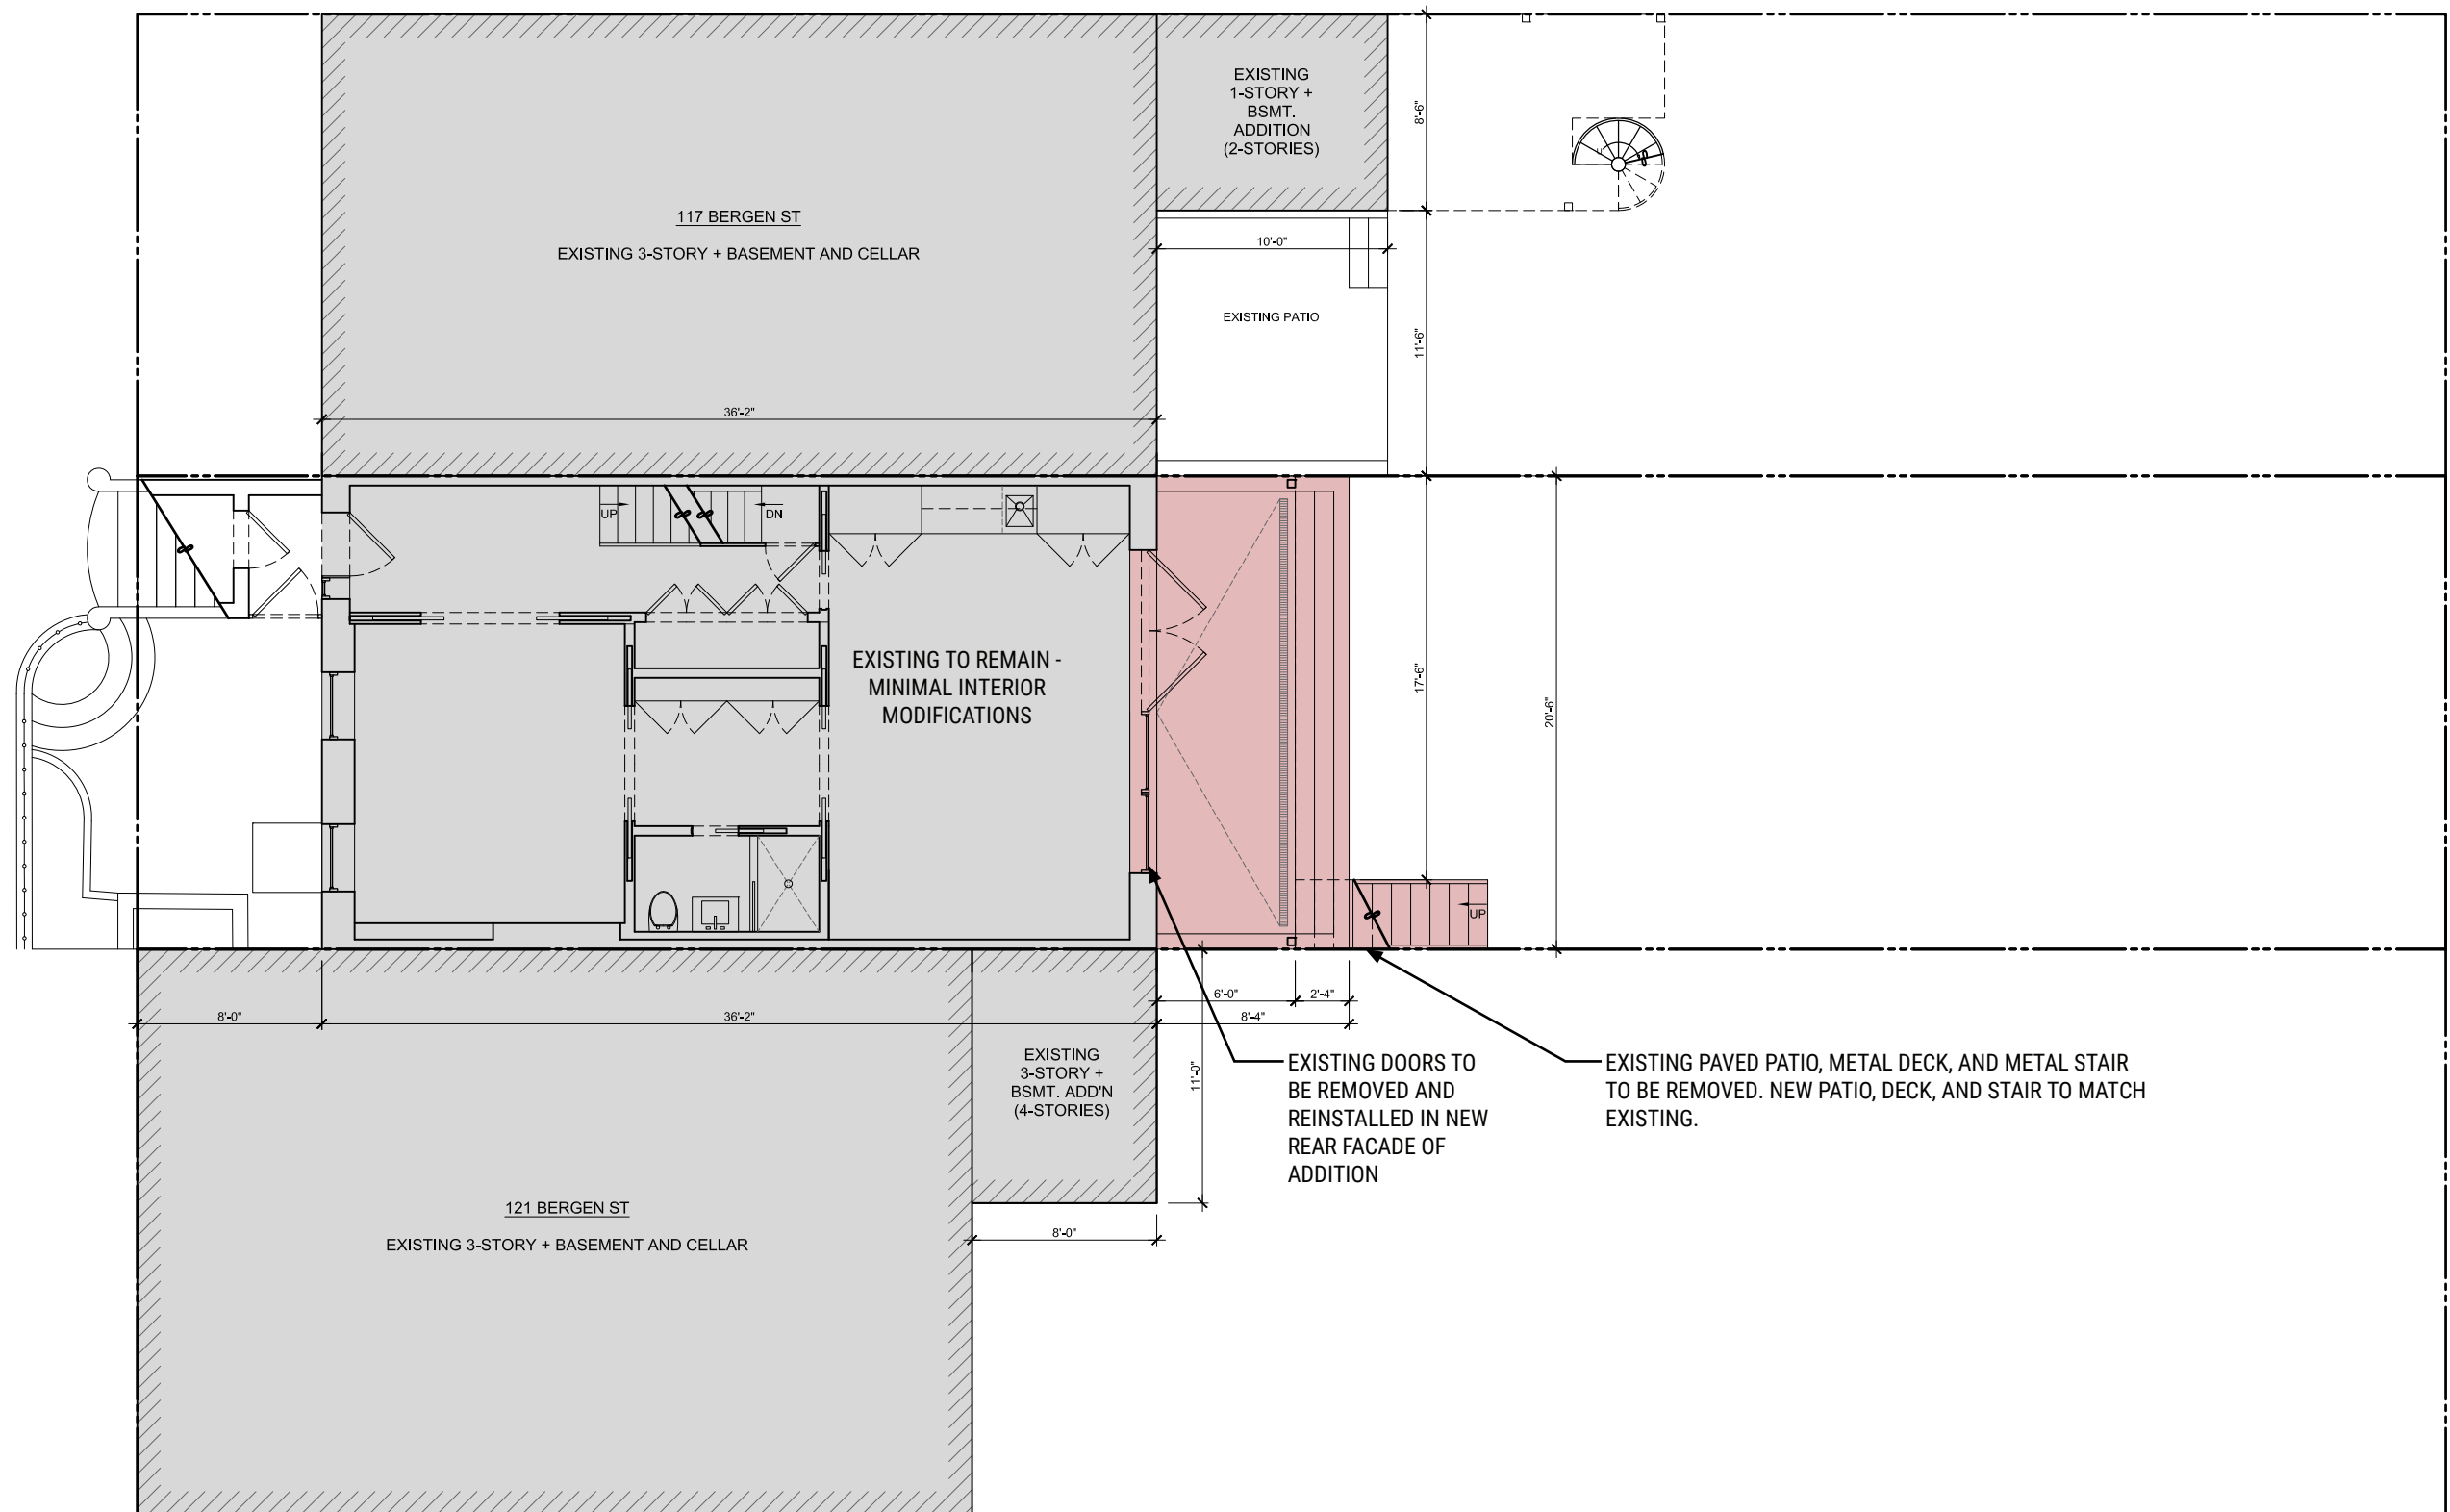 EXISTING
1-STORY +
BSMT.
ADDITION
(2-STORIES)
8'-6"
117 BERGEN ST
EXISTING 3-STORY + BASEMENT AND CELLAR
10'-0"
EXISTING PATIO
11'-6"
36'-2"
UP
DN
EXISTING TO REMAIN -
MINIMAL INTERIOR
MODIFICATIONS
17'-6"
20'-6"
UP
6'-0"
2'-4"
8'-0"
36'-2"
8'-4"
EXISTING
3-STORY +
BSMT. ADD'N
(4-STORIES)
11'-0"
EXISTING DOORS TO
BE REMOVED AND
REINSTALLED IN NEW
REAR FACADE OF
ADDITION
EXISTING PAVED PATIO, METAL DECK, AND METAL STAIR
TO BE REMOVED. NEW PATIO, DECK, AND STAIR TO MATCH
EXISTING.
121 BERGEN ST
EXISTING 3-STORY + BASEMENT AND CELLAR
8'-0"